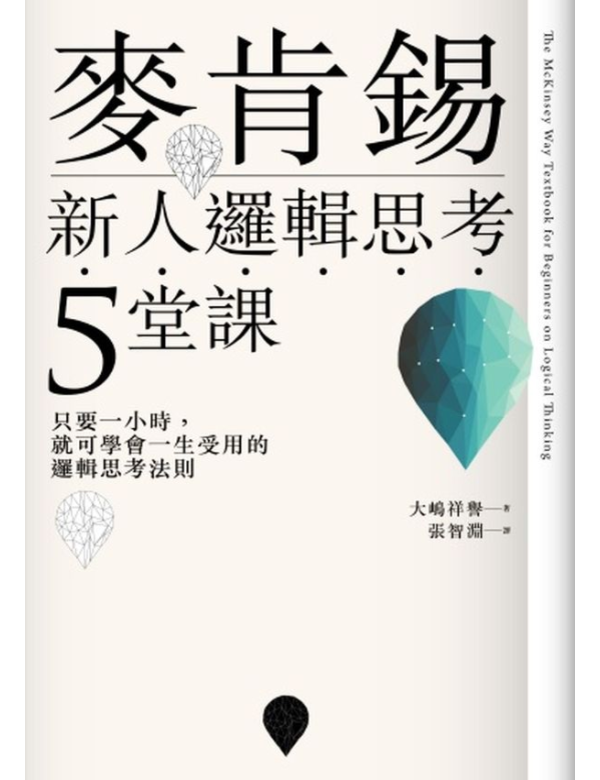 麥肯錫
新人邏輯思考
5堂課
只要一小時，
就可學會一生受用的
邏輯思考法則
大嶋祥譽——著
張智淵——譯
The McKinsey Way Textbook for Beginners on Logical Thinking